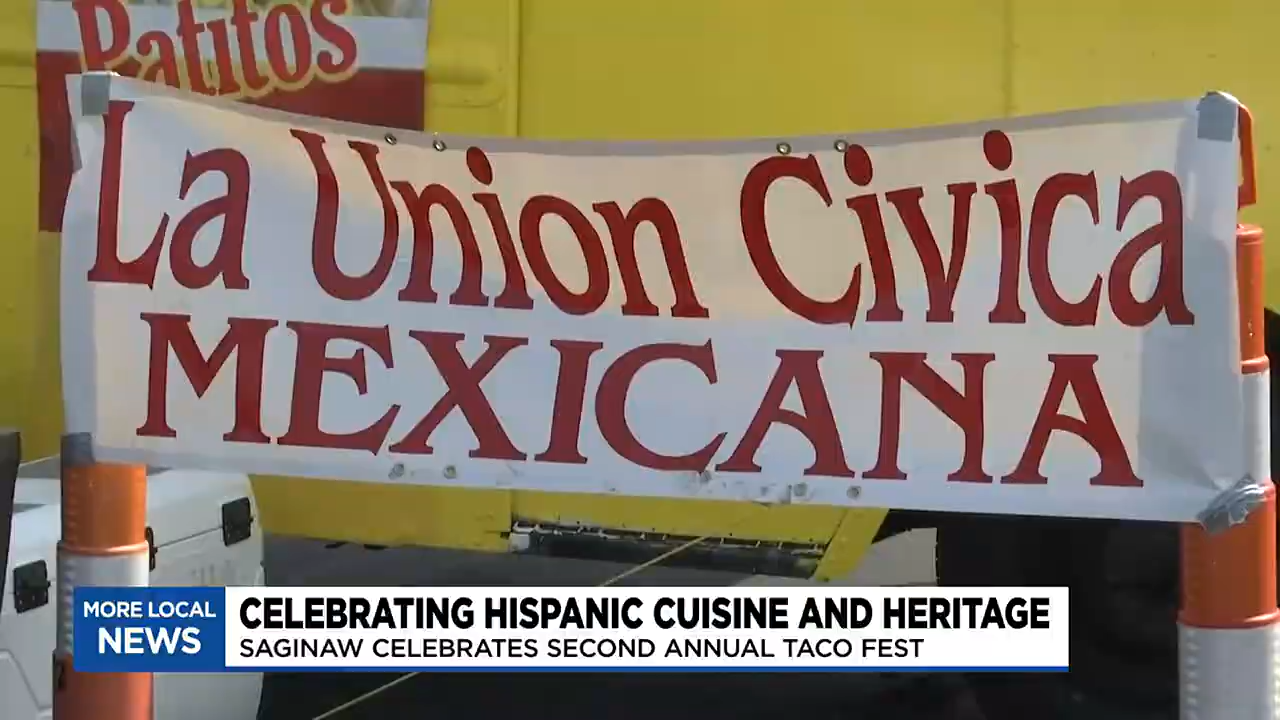 Patitos
La Union Civica
MEXICANA
MORE LOCAL
NEWS
CELEBRATING HISPANIC CUISINE AND HERITAGE
SAGINAW CELEBRATES SECOND ANNUAL TACO FEST